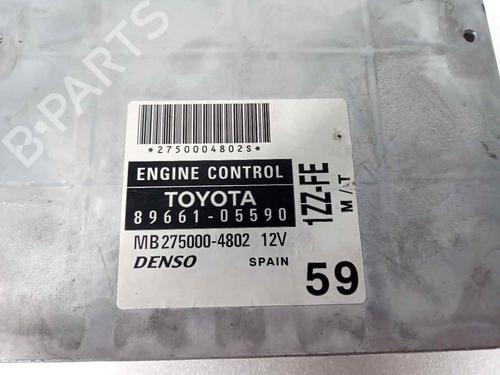 *2750004802S*
ENGINE CONTROL
TOYOTA
89661-05590
MB275000-4802 12V
DENSO SPAIN
1ZZ-FE
M/T
59
B-PARTS